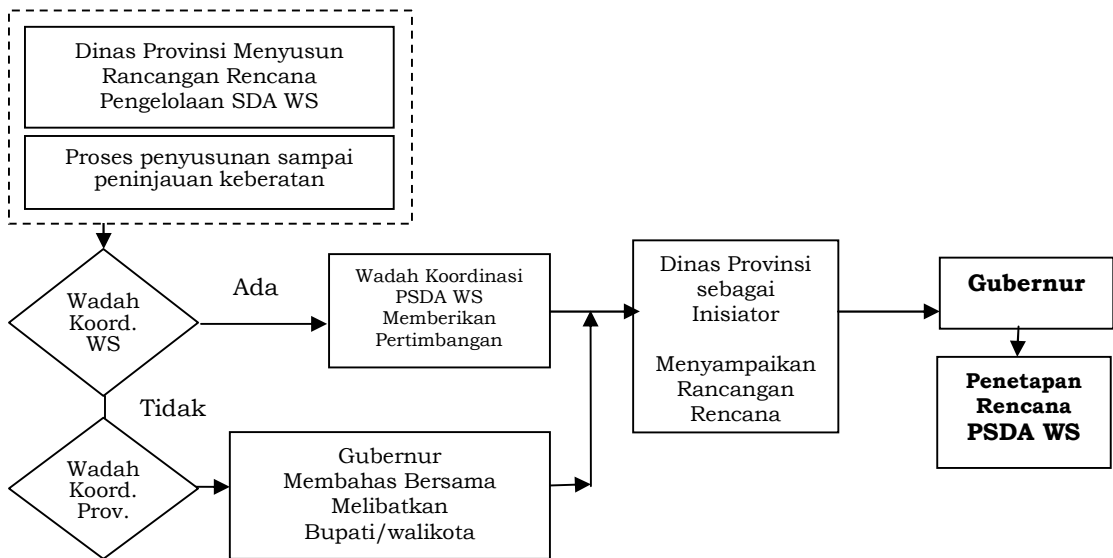 Dinas Provinsi Menyusun
Rancangan Rencana
Pengelolaan SDA WS
Proses penyusunan sampai
peninjauan keberatan
Wadah
Koord.
WS
Ada
Wadah Koordinasi
PSDA WS
Memberikan
Pertimbangan
Dinas Provinsi
sebagai
Inisiator
Menyampaikan
Rancangan
Rencana
Gubernur
Penetapan
Rencana
PSDA WS
Tidak
Wadah
Koord.
Prov.
Gubernur
Membahas Bersama
Melibatkan
Bupati/walikota